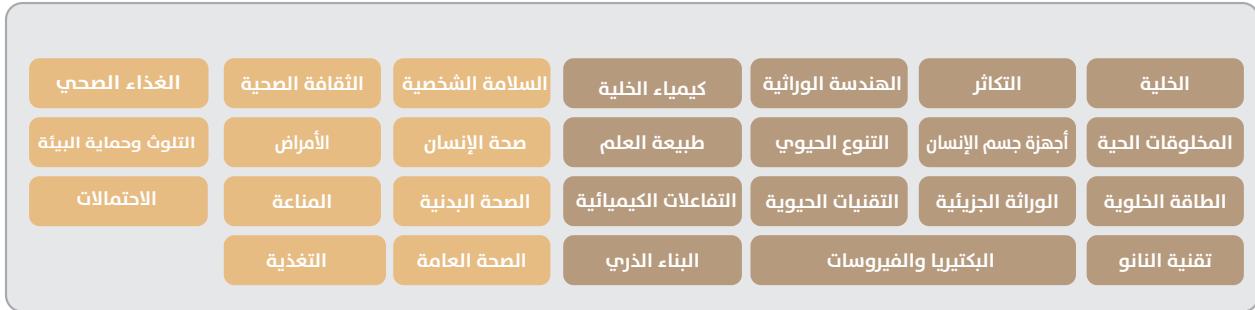 الخلية التكاثر الهندسة الوراثية كيمياء الخلية السلامة الشخصية الثقافة الصحية الغذاء الصحي
المخلوقات الحية أجهزة جسم الإنسان التنوع الحيوي طبيعة العلم صحة الإنسان الأمراض التلوث وحماية البيئة
الطاقة الخلوية الوراثة الجزيئية التقنيات الحيوية التفاعلات الكيميائية الصحة البدنية المناعة الاحتمالات
تقنية النانو البكتيريا والفيروسات البناء الذري الصحة العامة التغذية